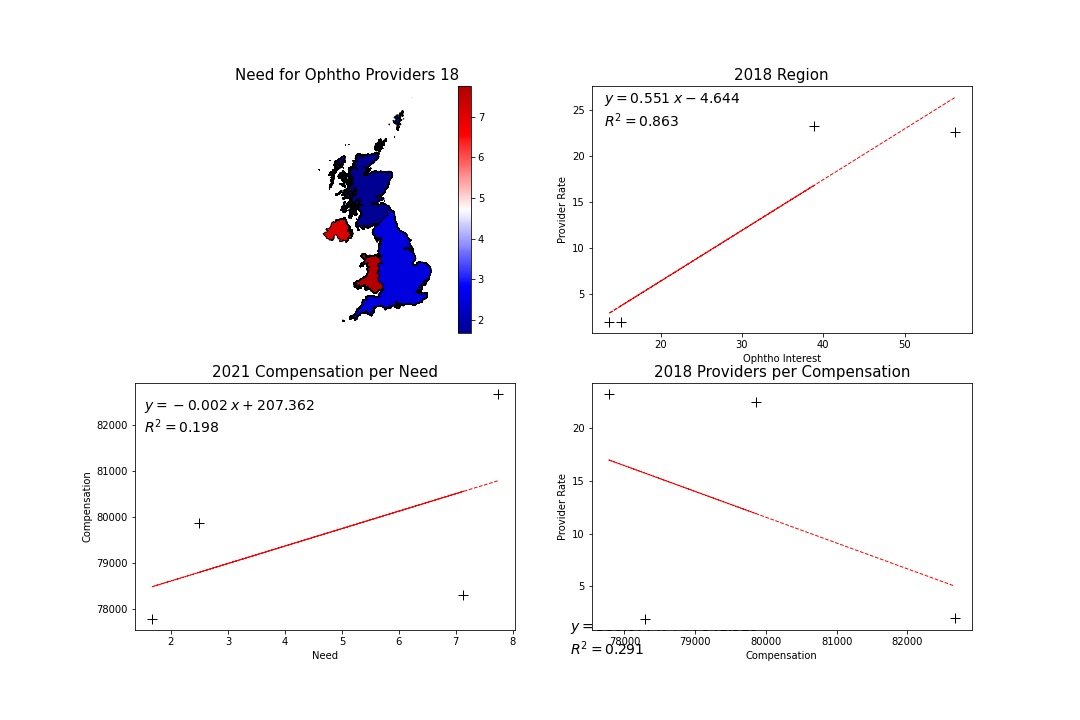 Need for Ophtho Providers 18
7
6
5
4
3
2
2018 Region
y = 0.551 x − 4.644
R² = 0.863
25
20
15
10
5
Provider Rate
20 30 40 50
Ophtho Interest
2021 Compensation per Need
y = − 0.002 x + 207.362
R² = 0.198
82000
81000
80000
79000
78000
Compensation
2 3 4 5 6 7 8
Need
2018 Providers per Compensation
20
15
10
5
Provider Rate
y =
R² = 0.291
78000 79000 80000 81000 82000
Compensation